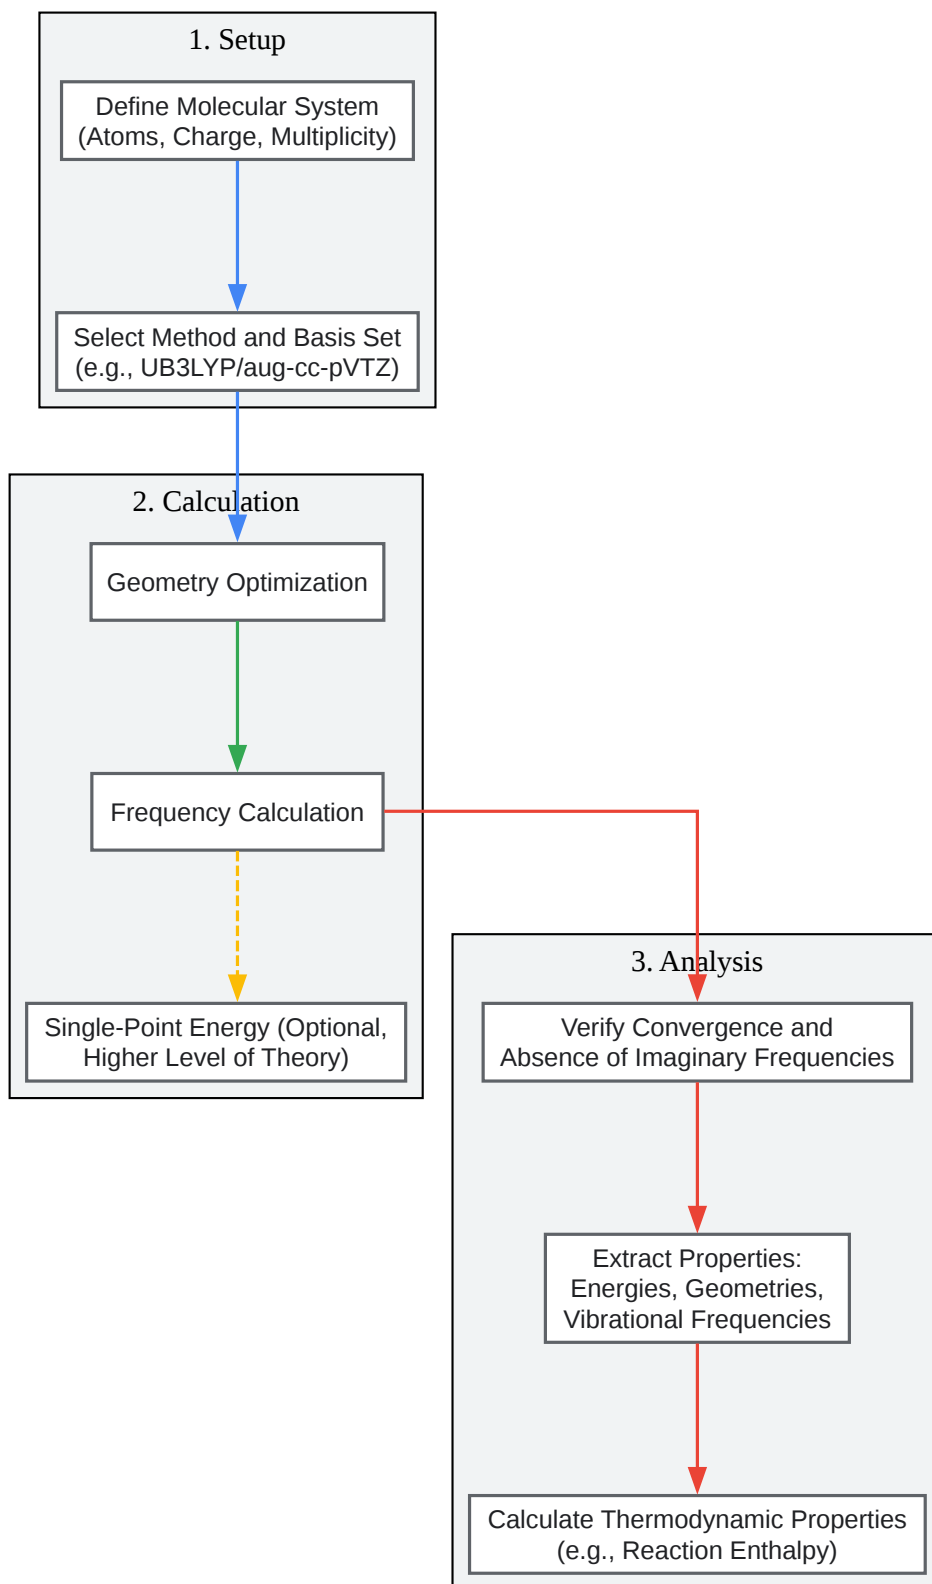 1. Setup
Define Molecular System
(Atoms, Charge, Multiplicity)
Select Method and Basis Set
(e.g., UB3LYP/aug-cc-pVTZ)
2. Calculation
Geometry Optimization
Frequency Calculation
Single-Point Energy (Optional,
Higher Level of Theory)
3. Analysis
Verify Convergence and
Absence of Imaginary Frequencies
Extract Properties:
Energies, Geometries,
Vibrational Frequencies
Calculate Thermodynamic Properties
(e.g., Reaction Enthalpy)